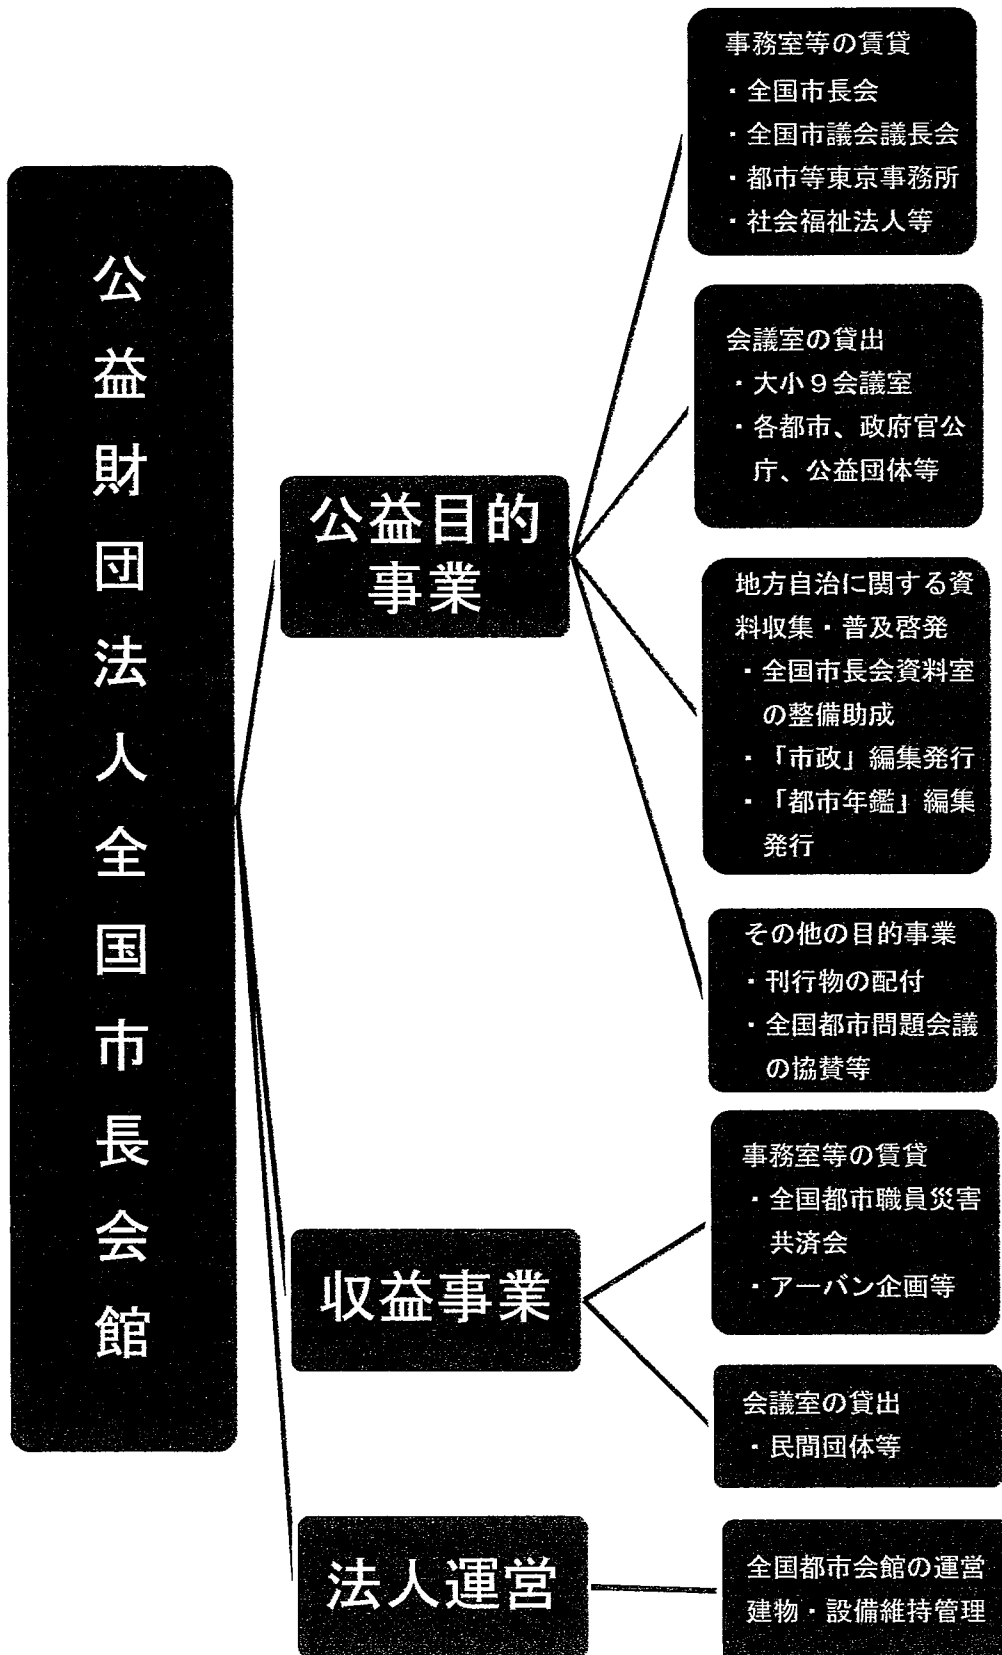 公益財団法人全国市長会館
公益目的
事業
事務室等の賃貸
・全国市長会
・全国市議会議長会
・都市等東京事務所
・社会福祉法人等
会議室の貸出
・大小９会議室
・各都市、政府官公
庁、公益団体等
地方自治に関する資
料収集・普及啓発
・全国市長会資料室
の整備助成
・「市政」編集発行
・「都市年鑑」編集
発行
その他の目的事業
・刊行物の配付
・全国都市問題会議
の協賛等
収益事業
事務室等の賃貸
・全国都市職員災害
共済会
・アーバン企画等
会議室の貸出
・民間団体等
法人運営
全国都市会館の運営
建物・設備維持管理